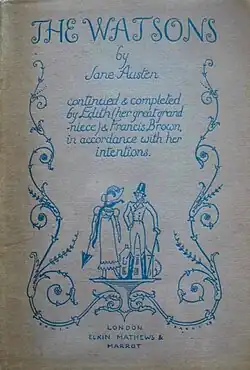 THE WATSONS
by
Jane Austen
continued & completed
by Edith (her great grand
-niece) & Francis Brown,
in accordance with her
intentions.
LONDON
ELKIN MATHEWS &
MARROT